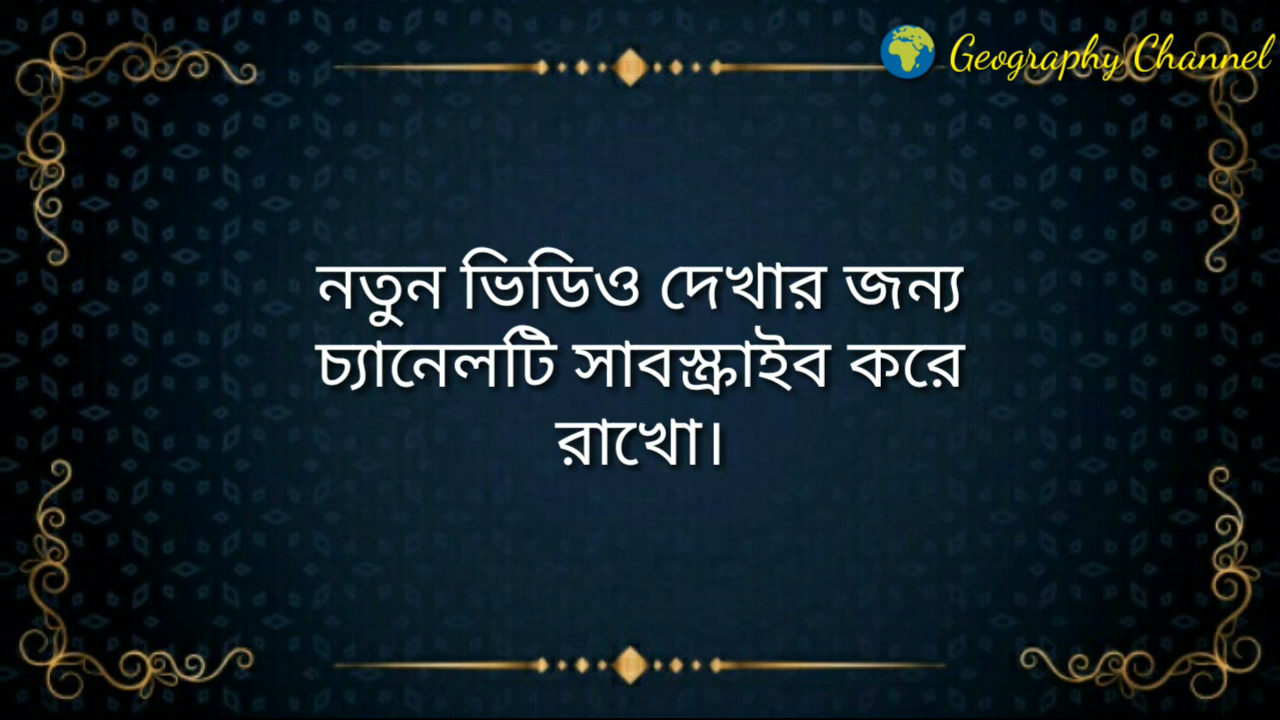 Geography Channel
নতুন ভিডিও দেখার জন্য
চ্যানেলটি সাবস্ক্রাইব করে
রাখো।